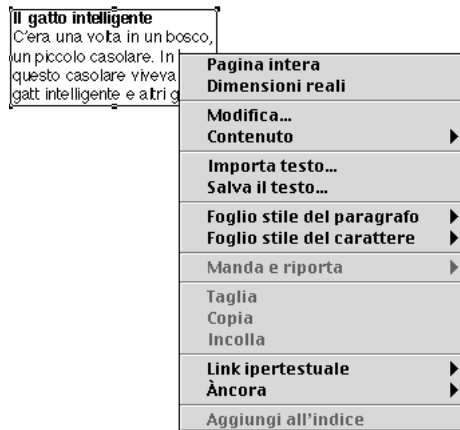 Il gatto intelligente
C'era una volta in un bosco,
un piccolo casolare. In
questo casolare viveva
gatt intelligente e altri g
Pagina intera
Dimensioni reali
Modifica...
Contenuto
Importa testo...
Salva il testo...
Foglio stile del paragrafo
Foglio stile del carattere
Manda e riporta
Taglia
Copia
Incolla
Link ipertestuale
Àncora
Aggiungi all'indice